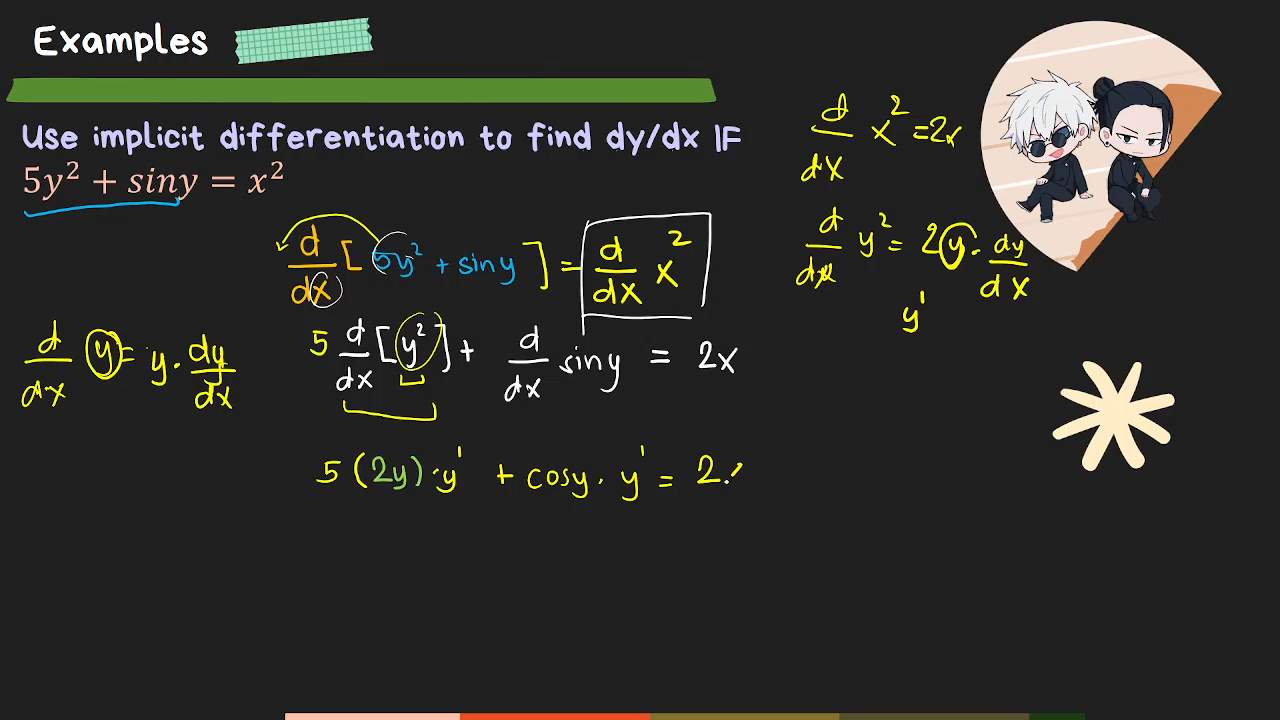 Examples
Use implicit differentiation to find dy/dx IF
5y² + siny = x²
d/dx [5y² + siny] = d/dx x²
5 d/dx [y²] + d/dx siny = 2x
5(2y)·y' + cosy · y' = 2
d/dx y = y · dy/dx
d/dx x² = 2x
d/dx y² = 2y · dy/dx
y'